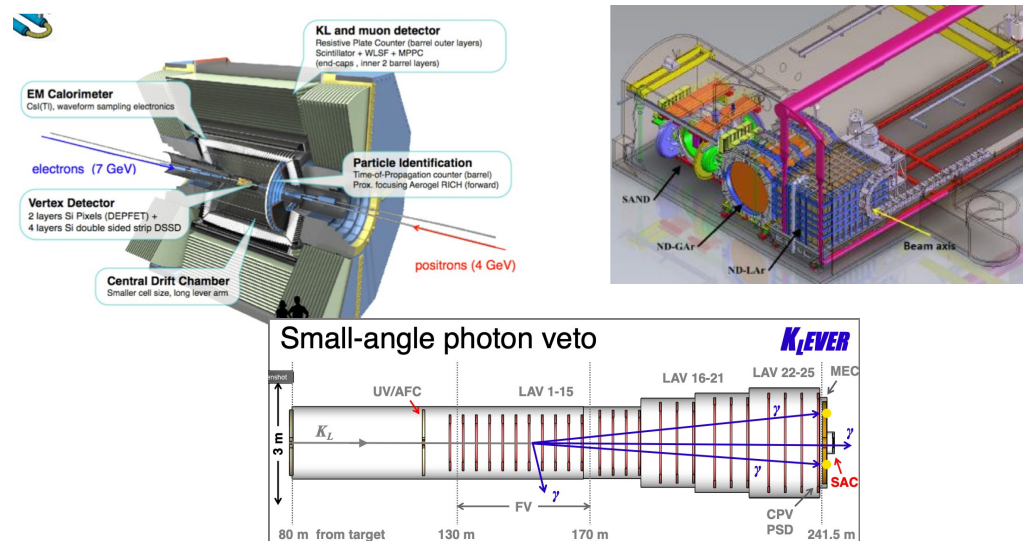 KL and muon detector
Resistive Plate Counter (barrel outer layers)
Scintillator + WLSF + MPPC
(end-caps , inner 2 barrel layers)
EM Calorimeter
CsI(Tl), waveform sampling electronics
electrons (7 GeV)
Particle Identification
Time-of-Propagation counter (barrel)
Prox. focusing Aerogel RICH (forward)
Vertex Detector
2 layers Si Pixels (DEPFET) +
4 layers Si double sided strip DSSD
positrons (4 GeV)
Central Drift Chamber
Smaller cell size, long lever arm
SAND
ND-GAr
ND-LAr
Beam axis
Small-angle photon veto
KLEVER
enshot
UV/AFC
LAV 1-15
LAV 16-21
LAV 22-25
MEC
3 m
KL
γ
γ
γ
γ
SAC
FV
CPV
PSD
80 m from target
130 m
170 m
241.5 m